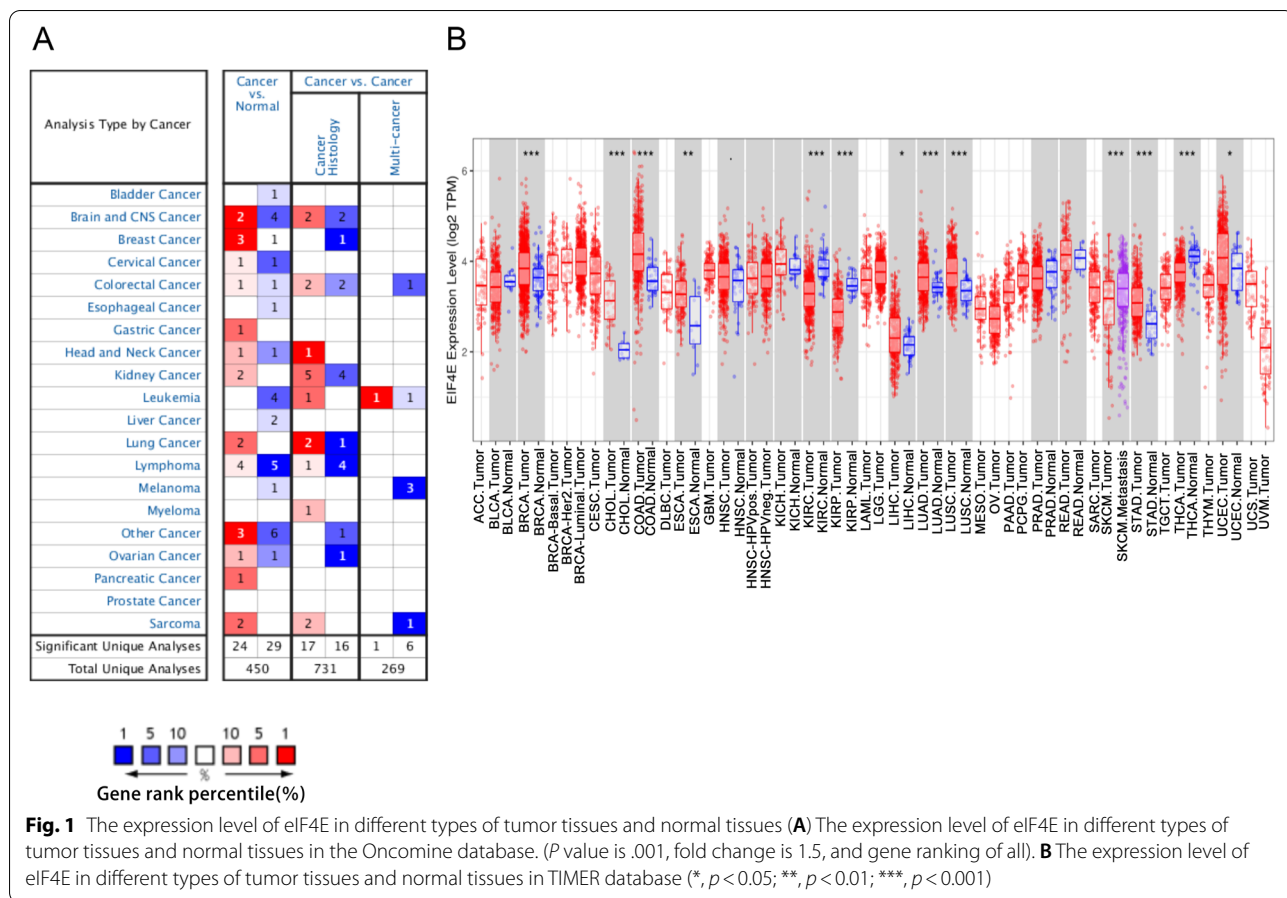 A
B
Analysis Type by Cancer
Cancer vs. Normal
Cancer vs. Cancer
Cancer Histology
Multi-cancer
Bladder Cancer 1
Brain and CNS Cancer 2 4 2 2
Breast Cancer 3 1 1
Cervical Cancer 1 1
Colorectal Cancer 1 1 2 2 1
Esophageal Cancer 1
Gastric Cancer 1
Head and Neck Cancer 1 1 1
Kidney Cancer 2 5 4
Leukemia 4 1 1 1
Liver Cancer 2
Lung Cancer 2 2 1
Lymphoma 4 5 1 4
Melanoma 1 3
Myeloma 1
Other Cancer 3 6 1
Ovarian Cancer 1 1 1
Pancreatic Cancer 1
Prostate Cancer
Sarcoma 2 2 1
Significant Unique Analyses 24 29 17 16 1 6
Total Unique Analyses 450 731 269
1 5 10 10 5 1
%
Gene rank percentile(%)
EIF4E Expression Level (log2 TPM)
6
4
2
*** *** *** ** . *** *** * *** *** *** *** *** *
ACC.Tumor
BLCA.Tumor
BLCA.Normal
BRCA.Tumor
BRCA.Normal
BRCA-Basal.Tumor
BRCA-Her2.Tumor
BRCA-Luminal.Tumor
CESC.Tumor
CHOL.Tumor
CHOL.Normal
COAD.Tumor
COAD.Normal
DLBC.Tumor
ESCA.Tumor
ESCA.Normal
GBM.Tumor
HNSC.Tumor
HNSC.Normal
HNSC-HPVpos.Tumor
HNSC-HPVneg.Tumor
KICH.Tumor
KICH.Normal
KIRC.Tumor
KIRC.Normal
KIRP.Tumor
KIRP.Normal
LAML.Tumor
LGG.Tumor
LIHC.Tumor
LIHC.Normal
LUAD.Tumor
LUAD.Normal
LUSC.Tumor
LUSC.Normal
MESO.Tumor
OV.Tumor
PAAD.Tumor
PCPG.Tumor
PRAD.Tumor
PRAD.Normal
READ.Tumor
READ.Normal
SARC.Tumor
SKCM.Tumor
SKCM.Metastasis
STAD.Tumor
STAD.Normal
TGCT.Tumor
THCA.Tumor
THCA.Normal
THYM.Tumor
UCEC.Tumor
UCEC.Normal
UCS.Tumor
UVM.Tumor
Fig. 1 The expression level of eIF4E in different types of tumor tissues and normal tissues (A) The expression level of eIF4E in different types of
tumor tissues and normal tissues in the Oncomine database. (P value is .001, fold change is 1.5, and gene ranking of all). B The expression level of
eIF4E in different types of tumor tissues and normal tissues in TIMER database (*, p < 0.05; **, p < 0.01; ***, p < 0.001)